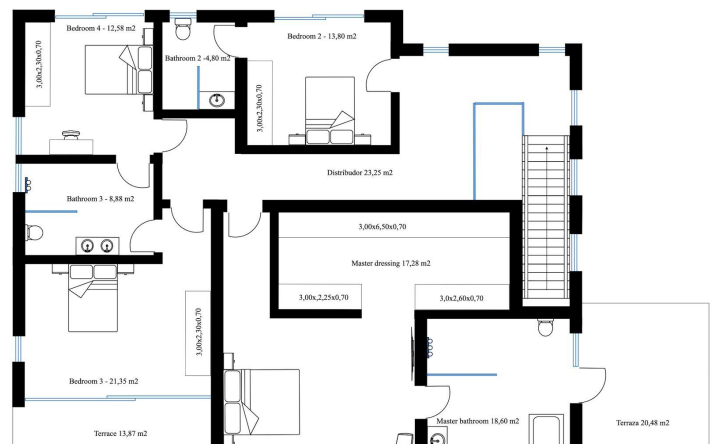 Bedroom 4 - 12,58 m2
Bedroom 2 - 13,80 m2
Bathroom 2 -4,80 m2
3,00x2,30x0,70
3,00x2,30x0,70
Distribudor 23,25 m2
Bathroom 3 - 8,88 m2
3,00x6,50x0,70
Master dressing 17,28 m2
3,00x,2,25x0,70
3,0x2,60x0,70
3,00x2,30x0,70
Bedroom 3 - 21,35 m2
Master bathroom 18,60 m2
Terraza 20,48 m2
Terrace 13,87 m2